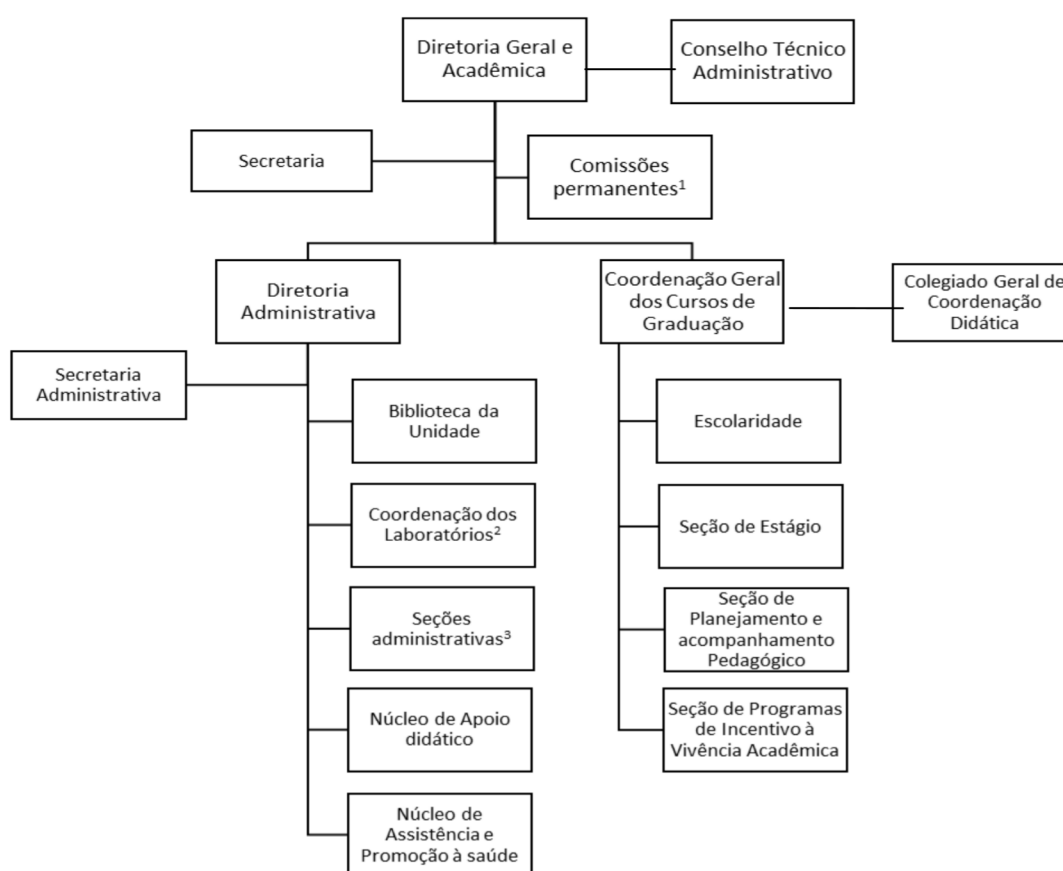 Diretoria Geral e
Acadêmica
Conselho Técnico
Administrativo
Secretaria
Comissões
permanentes¹
Diretoria
Administrativa
Coordenação Geral
dos Cursos de
Graduação
Colegiado Geral de
Coordenação
Didática
Secretaria
Administrativa
Biblioteca da
Unidade
Coordenação dos
Laboratórios²
Seções
administrativas³
Núcleo de Apoio
didático
Núcleo de
Assistência e
Promoção à saúde
Escolaridade
Seção de Estágio
Seção de
Planejamento e
acompanhamento
Pedagógico
Seção de Programas
de Incentivo à
Vivência Acadêmica